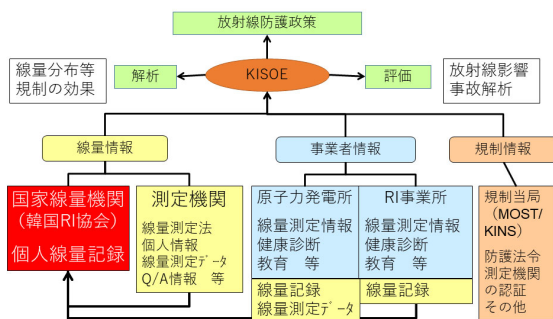 放射線防護政策
線量分布等
規制の効果
解析
KISOE
評価
放射線影響
事故解析
線量情報
事業者情報
規制情報
国家線量機関
(韓国RI協会)
個人線量記録
測定機関
線量測定法
個人情報
線量測定データ
Q/A情報 等
原子力発電所
線量測定情報
健康診断
教育 等
線量記録
線量測定データ
RI事業所
線量測定情報
健康診断
教育 等
線量記録
規制当局
(MOST/
KINS)
防護法令
測定機関
の認証
その他